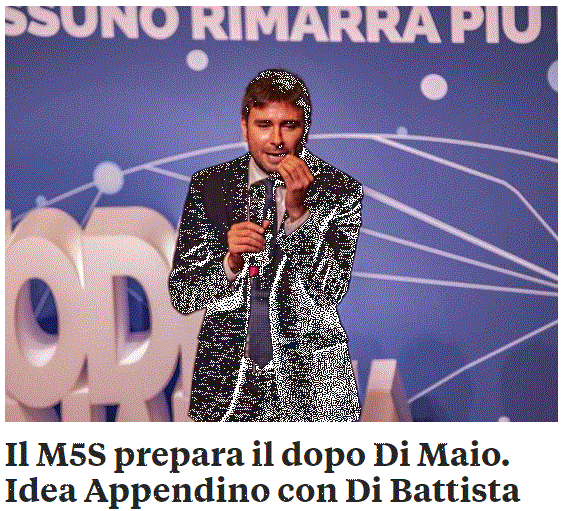 SSUNO RIMARRÀ PIÙ
Il M5S prepara il dopo Di Maio.
Idea Appendino con Di Battista